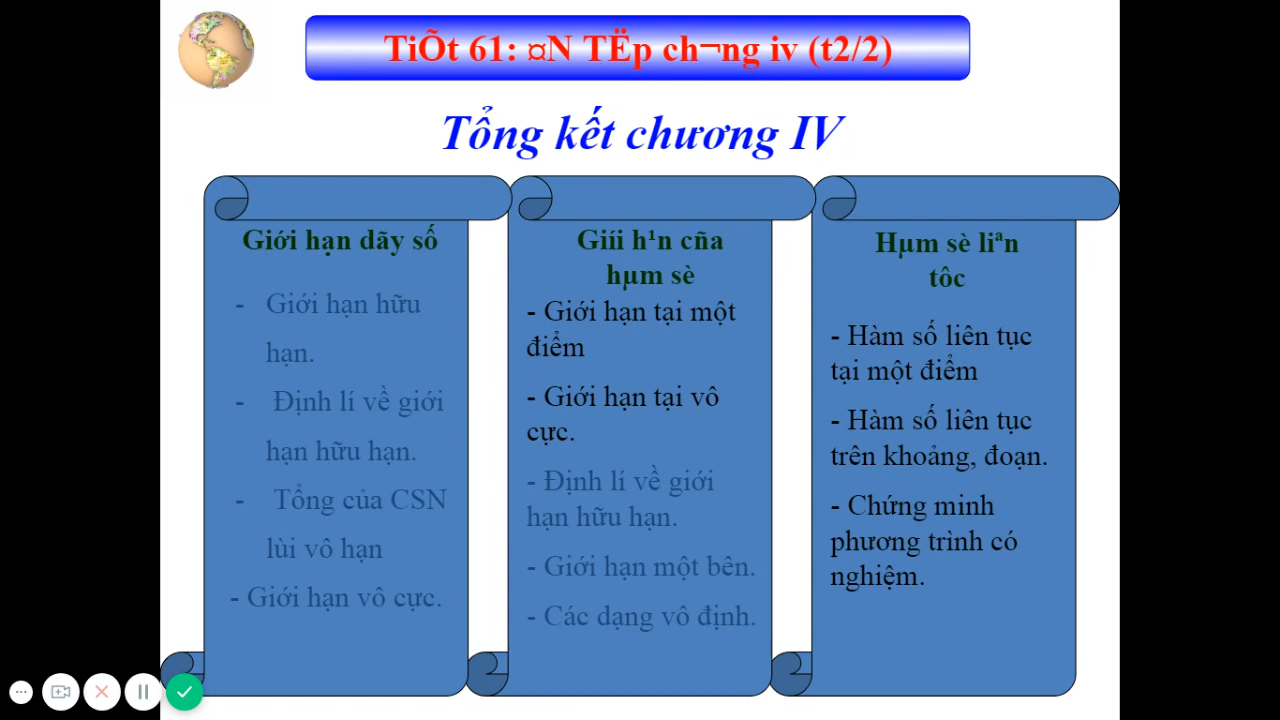 TiÕt 61: ¤N TËp ch¬ng iv (t2/2)
Tổng kết chương IV
Giới hạn dãy số
- Giới hạn hữu
hạn.
- Định lí về giới
hạn hữu hạn.
- Tổng của CSN
lùi vô hạn
- Giới hạn vô cực.
Giíi h¹n cña
hµm sè
- Giới hạn tại một
điểm
- Giới hạn tại vô
cực.
- Định lí về giới
hạn hữu hạn.
- Giới hạn một bên.
- Các dạng vô định.
Hµm sè liªn
tôc
- Hàm số liên tục
tại một điểm
- Hàm số liên tục
trên khoảng, đoạn.
- Chứng minh
phương trình có
nghiệm.